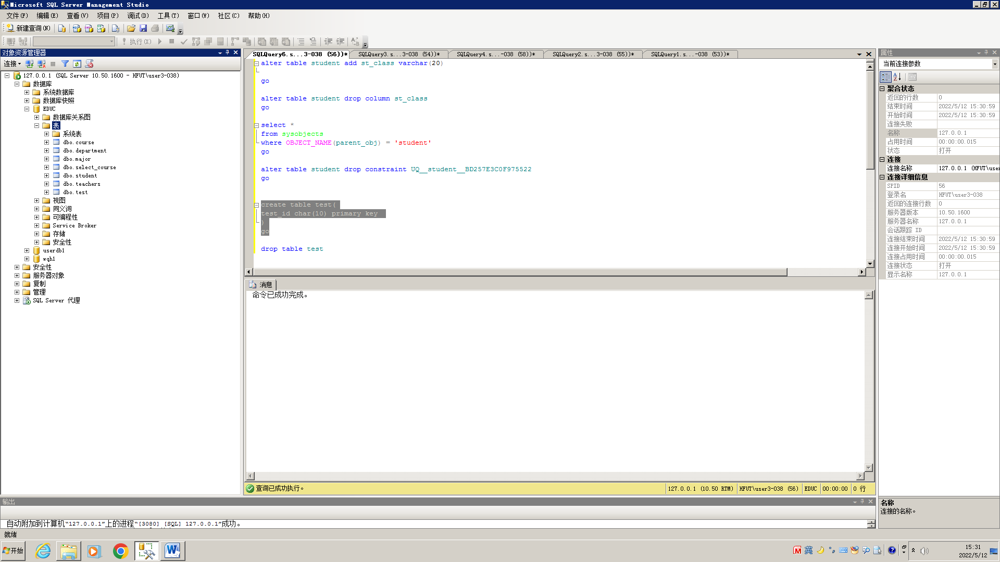 Microsoft SQL Server Management Studio
文件(F) 编辑(E) 查看(V) 项目(P) 调试(D) 工具(T) 窗口(W) 社区(C) 帮助(H)
新建查询(N)
执行(X)
对象资源管理器
连接
127.0.0.1 (SQL Server 10.50.1600 - HFUT\user3-038)
数据库
系统数据库
数据库快照
EDUC
数据库关系图
表
系统表
dbo.course
dbo.department
dbo.major
dbo.select_course
dbo.student
dbo.teachers
dbo.test
视图
同义词
可编程性
Service Broker
存储
安全性
userdb1
wqh1
安全性
服务器对象
复制
管理
SQL Server 代理
SQLQuery6.s...3-038 (56))* SQLQuery3.s...3-038 (54))* SQLQuery4.s...-038 (58))* SQLQuery2.s...3-038 (55))* SQLQuery1.s...-038 (53))*
alter table student add st_class varchar(20)
go
alter table student drop column st_class
go
select *
from sysobjects
where OBJECT_NAME(parent_obj) = 'student'
go
alter table student drop constraint UQ__student__BD257E3C0F975522
go
create table test(
test_id char(10) primary key
)
go
drop table test
消息
命令已成功完成。
查询已成功执行。 127.0.0.1 (10.50 RTM) HFUT\user3-038 (56) EDUC 00:00:00 0 行
属性
当前连接参数
聚合状态
返回的行数 0
结束时间 2022/5/12 15:30:59
开始时间 2022/5/12 15:30:59
连接失败
名称 127.0.0.1
占用时间 00:00:00.015
状态 打开
连接
连接名称 127.0.0.1 (HFUT\use
连接详细信息
SPID 56
登录名 HFUT\user3-038
返回的连接行数 0
服务器版本 10.50.1600
服务器名称 127.0.0.1
会话跟踪 ID
连接结束时间 2022/5/12 15:30:59
连接开始时间 2022/5/12 15:30:59
连接占用时间 00:00:00.015
连接状态 打开
显示名称 127.0.0.1
名称
连接的名称。
输出
自动附加到计算机“127.0.0.1”上的进程“[3080] [SQL] 127.0.0.1”成功。
就绪
开始
英
15:31
2022/5/12